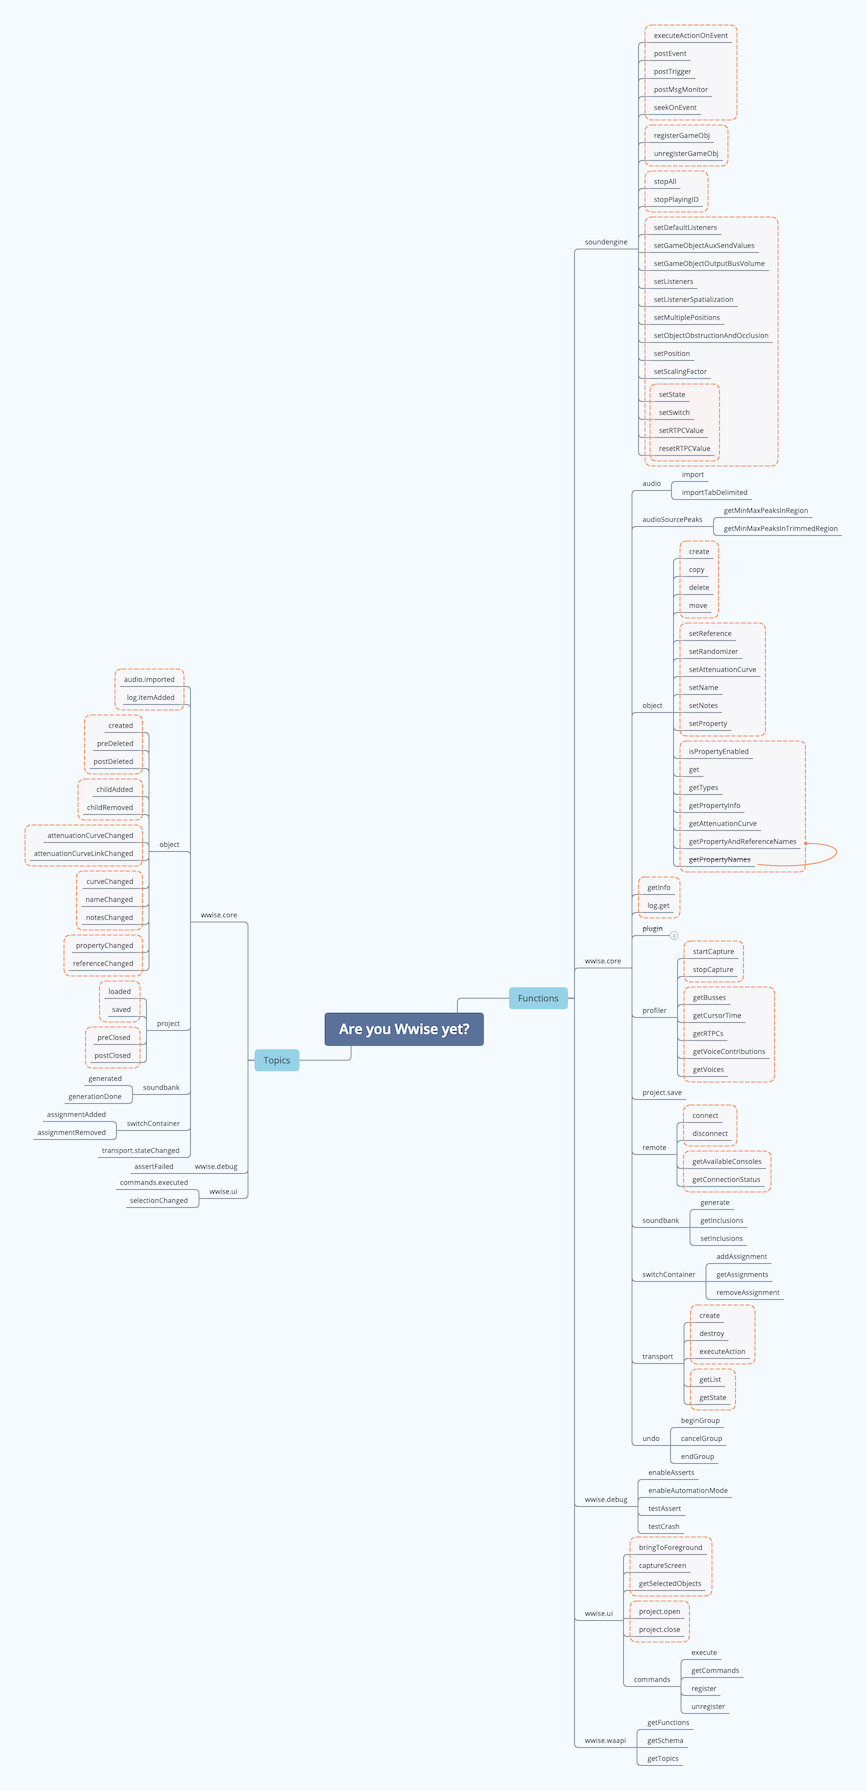 Are you Wwise yet?
Functions
soundengine
executeActionOnEvent
postEvent
postTrigger
postMsgMonitor
seekOnEvent
registerGameObj
unregisterGameObj
stopAll
stopPlayingID
setDefaultListeners
setGameObjectAuxSendValues
setGameObjectOutputBusVolume
setListeners
setListenerSpatialization
setMultiplePositions
setObjectObstructionAndOcclusion
setPosition
setScalingFactor
setState
setSwitch
setRTPCValue
resetRTPCValue
wwise.core
audio
import
importTabDelimited
audioSourcePeaks
getMinMaxPeaksInRegion
getMinMaxPeaksInTrimmedRegion
object
create
copy
delete
move
setReference
setRandomizer
setAttenuationCurve
setName
setNotes
setProperty
isPropertyEnabled
get
getTypes
getPropertyInfo
getAttenuationCurve
getPropertyAndReferenceNames
getPropertyNames
getInfo
log.get
plugin
profiler
startCapture
stopCapture
getBusses
getCursorTime
getRTPCs
getVoiceContributions
getVoices
project.save
remote
connect
disconnect
getAvailableConsoles
getConnectionStatus
soundbank
generate
getInclusions
setInclusions
switchContainer
addAssignment
getAssignments
removeAssignment
transport
create
destroy
executeAction
getList
getState
undo
beginGroup
cancelGroup
endGroup
wwise.debug
enableAsserts
enableAutomationMode
testAssert
testCrash
wwise.ui
bringToForeground
captureScreen
getSelectedObjects
project.open
project.close
commands
execute
getCommands
register
unregister
wwise.waapi
getFunctions
getSchema
getTopics
Topics
wwise.core
audio.imported
log.itemAdded
object
created
preDeleted
postDeleted
childAdded
childRemoved
attenuationCurveChanged
attenuationCurveLinkChanged
curveChanged
nameChanged
notesChanged
propertyChanged
referenceChanged
project
loaded
saved
preClosed
postClosed
soundbank
generated
generationDone
switchContainer
assignmentAdded
assignmentRemoved
transport.stateChanged
wwise.debug
assertFailed
wwise.ui
commands.executed
selectionChanged